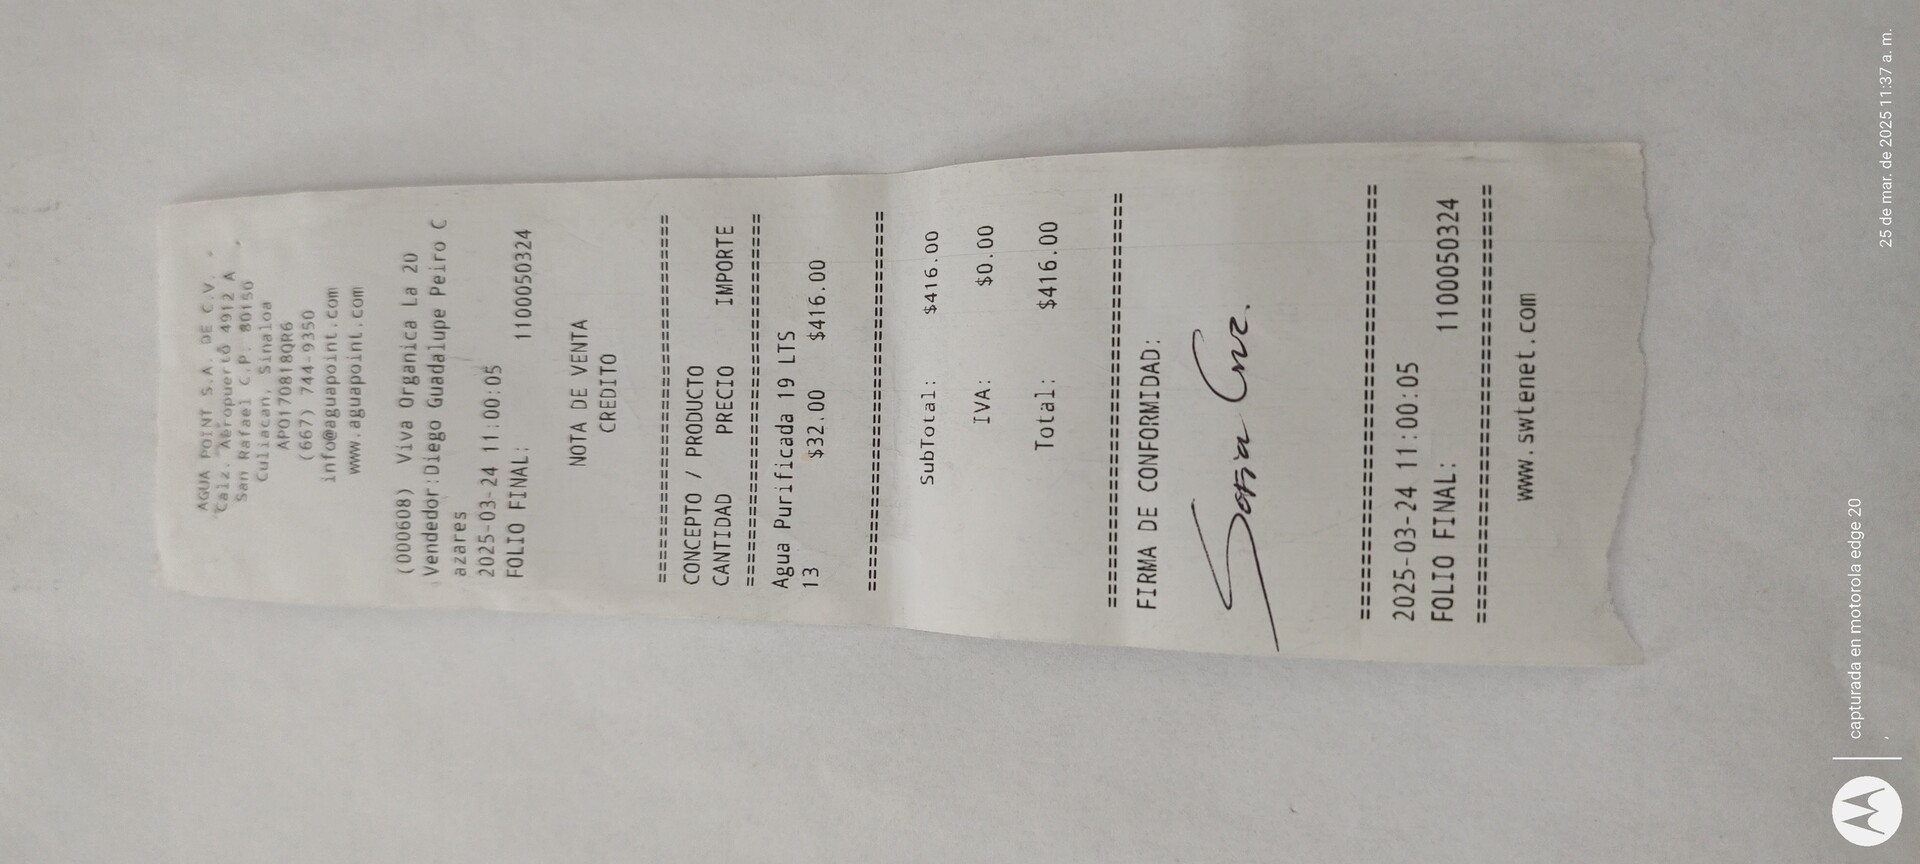 AGUA POINT S.A. DE C.V.
Calz. Aeropuerto 4912 A
San Rafael C.P. 80150
Culiacan, Sinaloa
APO170818QR6
(667) 744-9350
info@aguapoint.com
www.aguapoint.com
(000608) Viva Organica La 20
Vendedor:Diego Guadalupe Peiro C
azares
2025-03-24 11:00:05
FOLIO FINAL: 1100050324
NOTA DE VENTA
CREDITO
================================
CONCEPTO / PRODUCTO
CANTIDAD PRECIO IMPORTE
================================
Agua Purificada 19 LTS
13 $32.00 $416.00
================================
SubTotal: $416.00
IVA: $0.00
Total: $416.00
================================
FIRMA DE CONFORMIDAD:
Sofia Cruz.
================================
2025-03-24 11:00:05
FOLIO FINAL: 1100050324
================================
www.swtenet.com
capturada en motorola edge 20
25 de mar. de 2025 11:37 a. m.